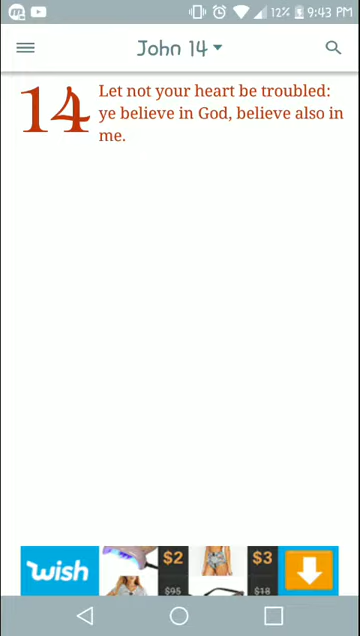 12% 9:43 PM
John 14
14 Let not your heart be troubled:
ye believe in God, believe also in
me.
wish $2 $3
$95 $18